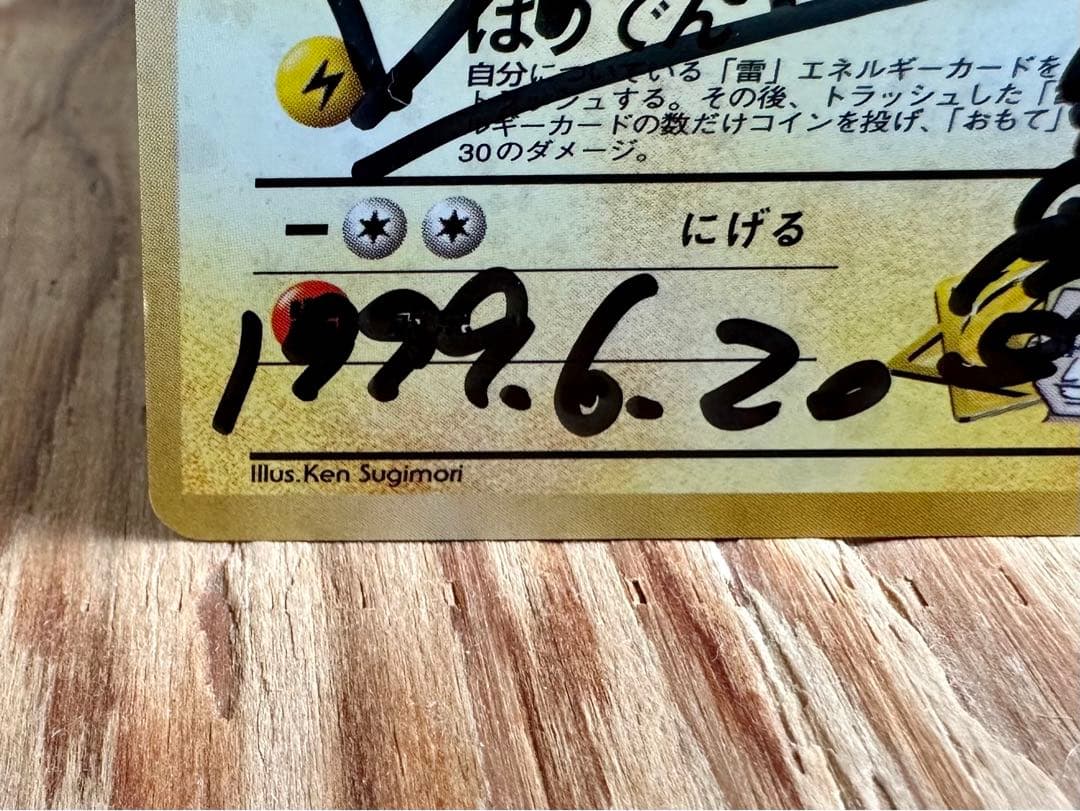 はりでん
自分についている「雷」エネルギーカードを
トラッシュする。その後、トラッシュした「
ルギーカードの数だけコインを投げ、「おもて」
30のダメージ。
にげる
1999.6.20
Illus.Ken Sugimori